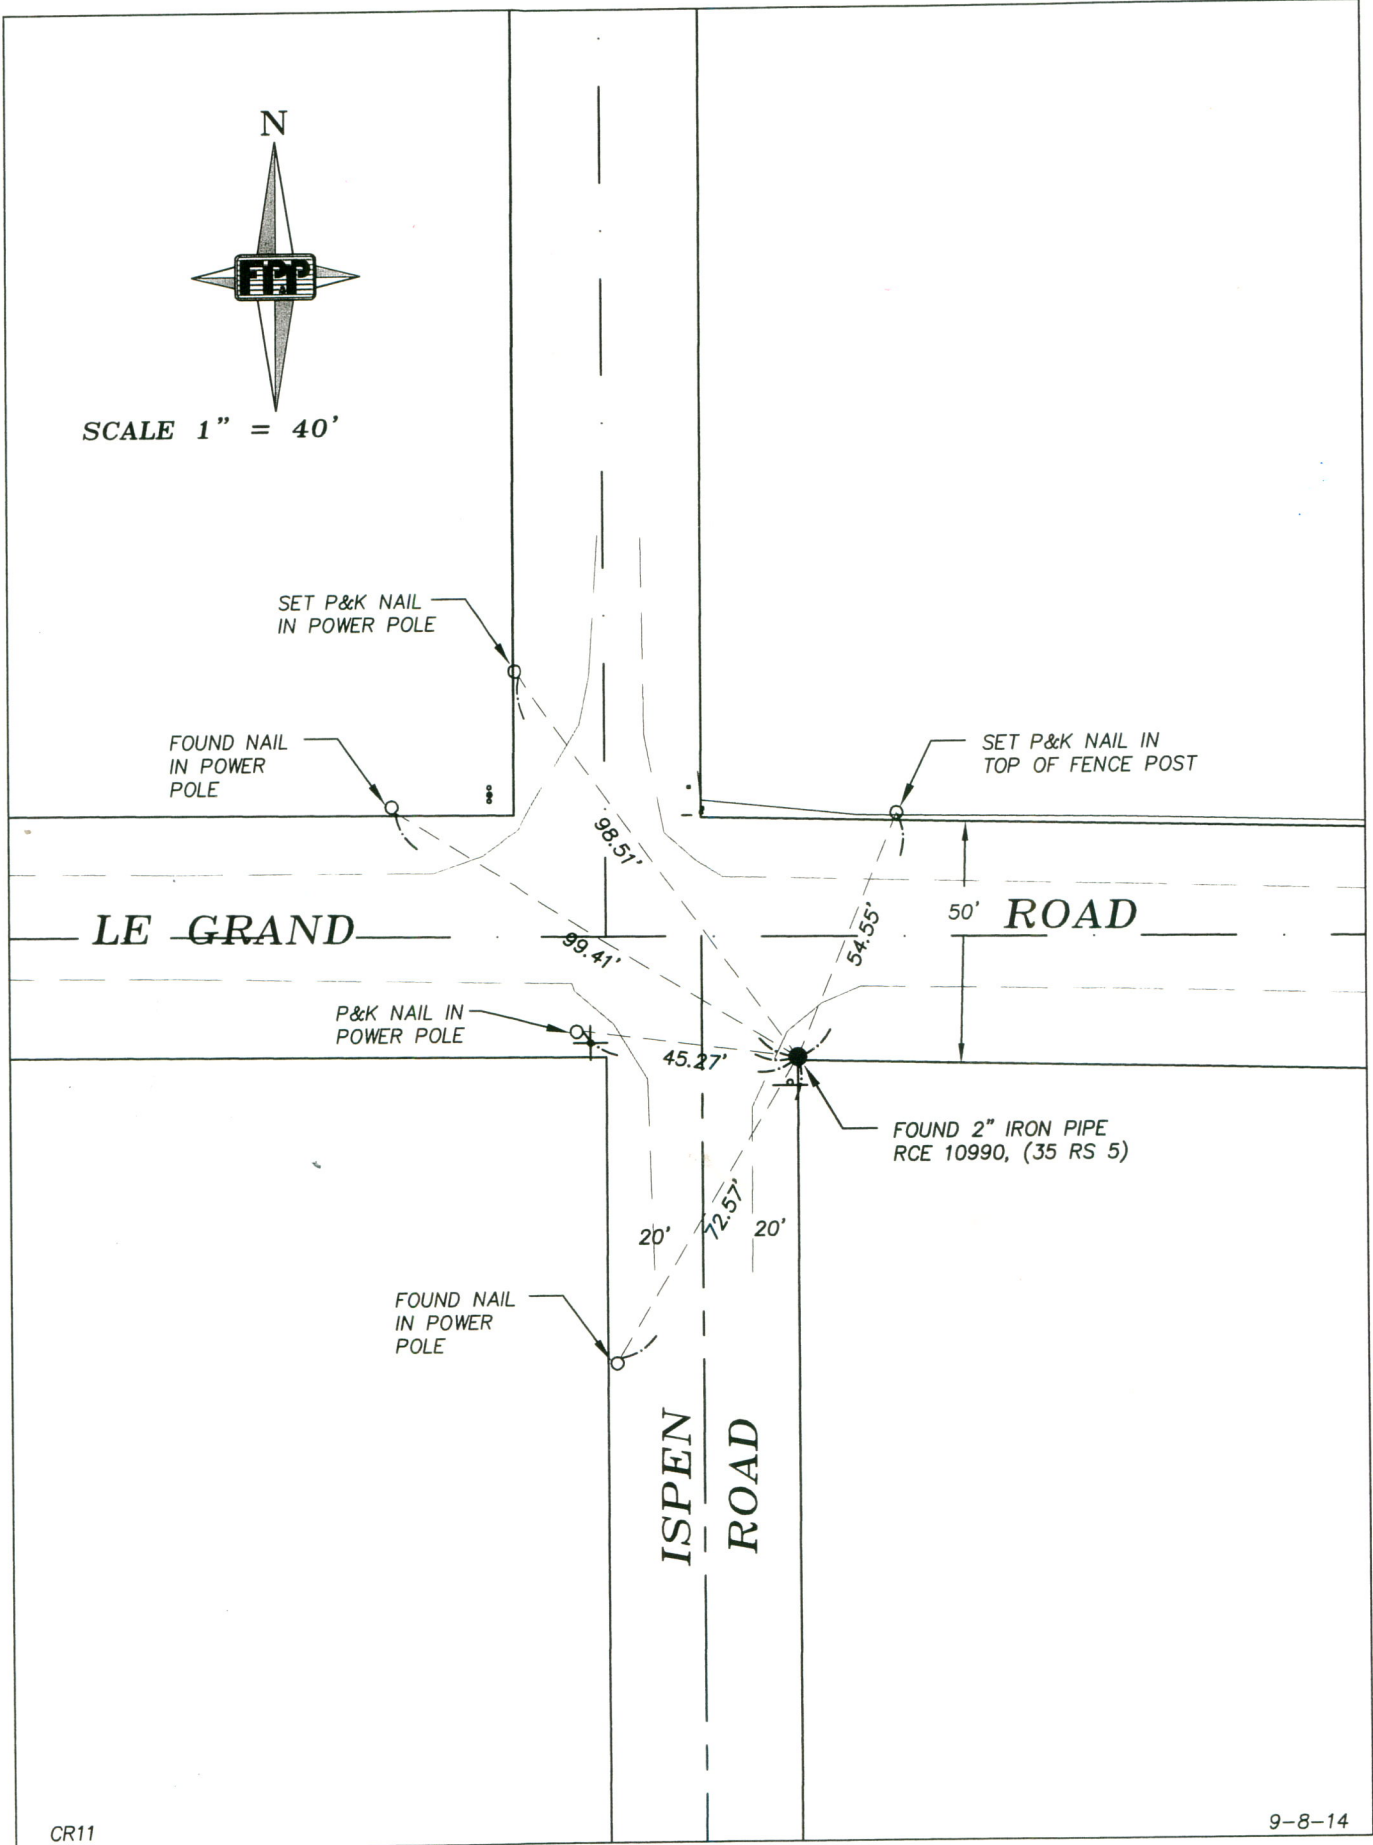 N
FPP
SCALE 1" = 40'
SET P&K NAIL
IN POWER POLE
FOUND NAIL
IN POWER
POLE
SET P&K NAIL IN
TOP OF FENCE POST
98.51'
LE GRAND
99.41'
54.55'
50'
ROAD
P&K NAIL IN
POWER POLE
45.27'
FOUND 2" IRON PIPE
RCE 10990, (35 RS 5)
72.57'
20'
20'
FOUND NAIL
IN POWER
POLE
ISPEN
ROAD
CR11
9-8-14